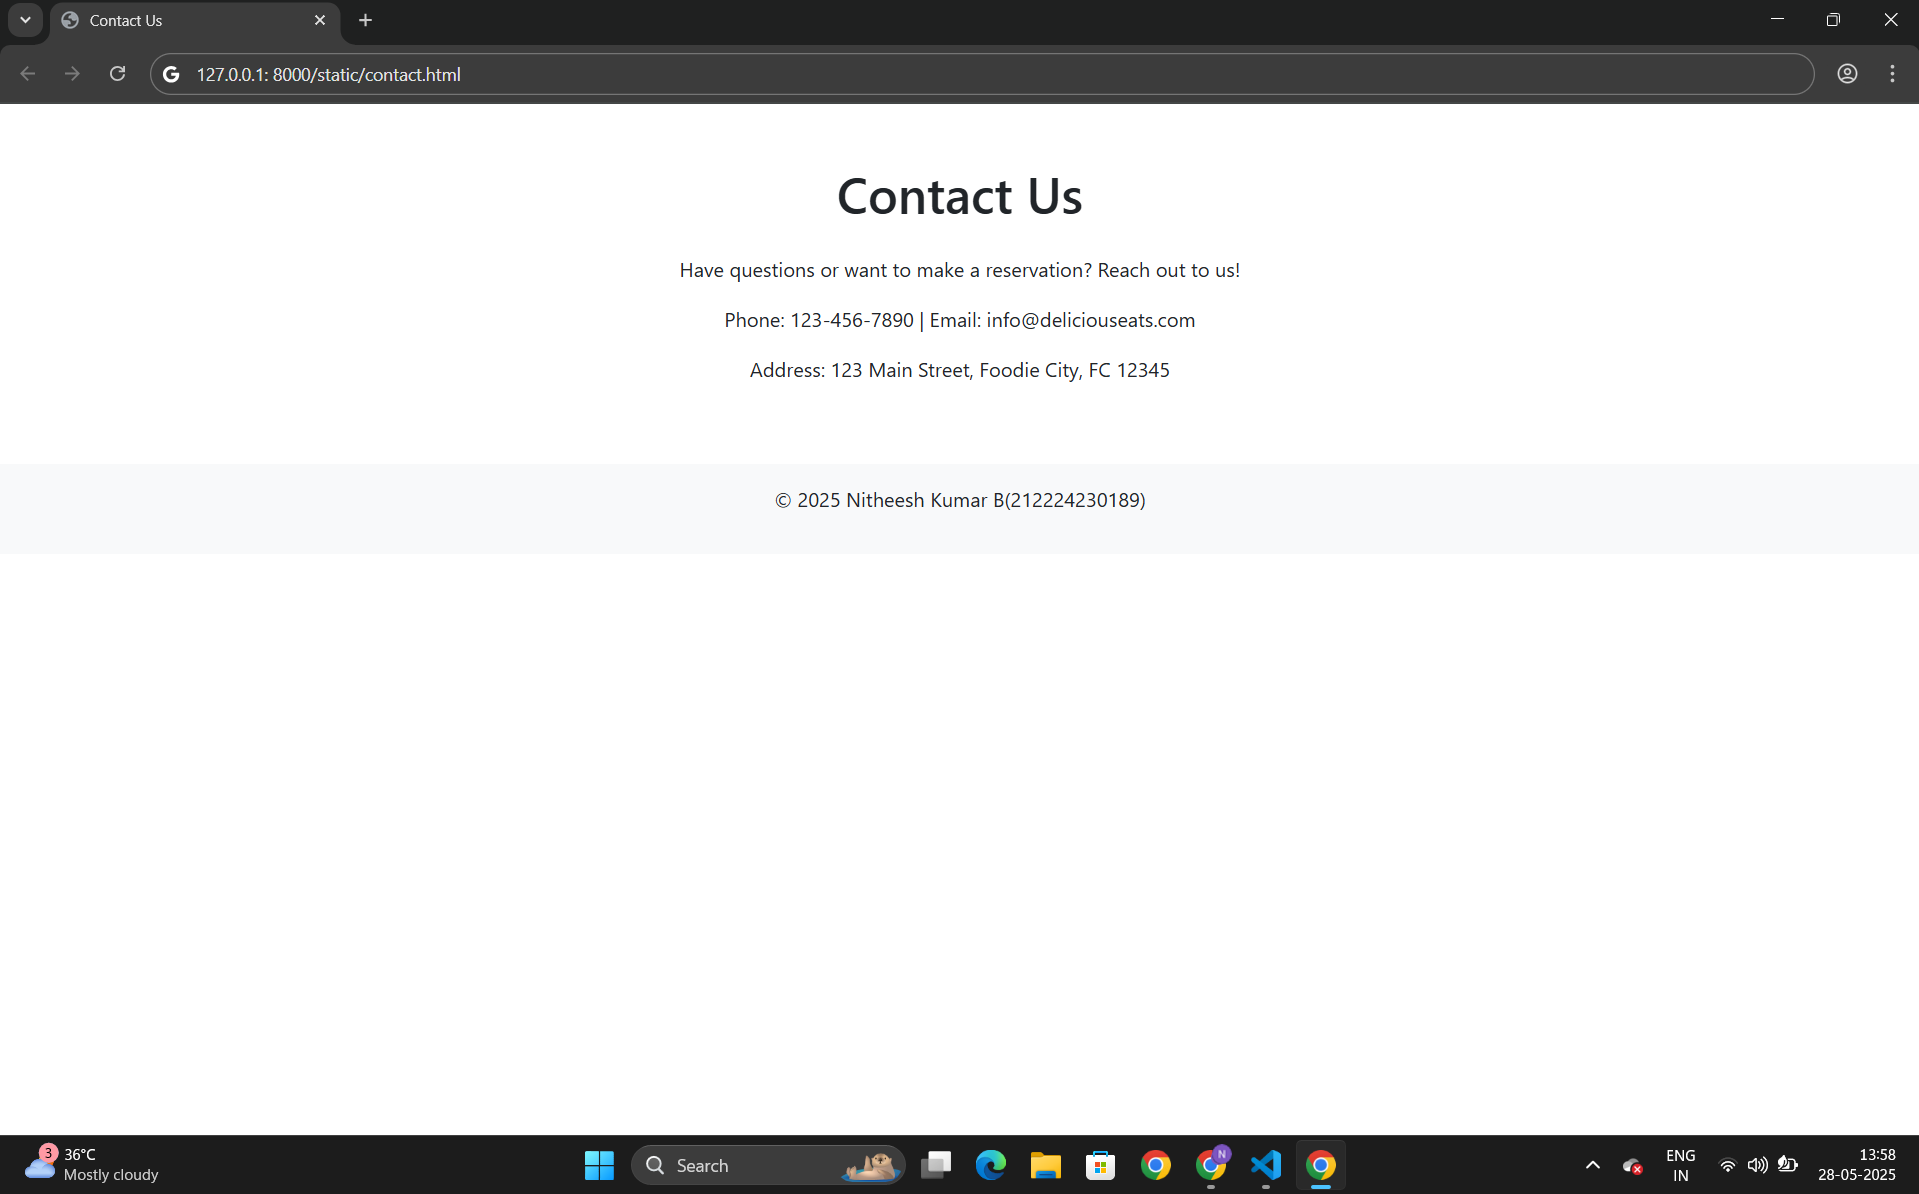 Contact Us
127.0.0.1: 8000/static/contact.html
Contact Us
Have questions or want to make a reservation? Reach out to us!
Phone: 123-456-7890 | Email: info@deliciouseats.com
Address: 123 Main Street, Foodie City, FC 12345
© 2025 Nitheesh Kumar B(212224230189)
3
36°C
Mostly cloudy
Search
N
ENG
IN
13:58
28-05-2025